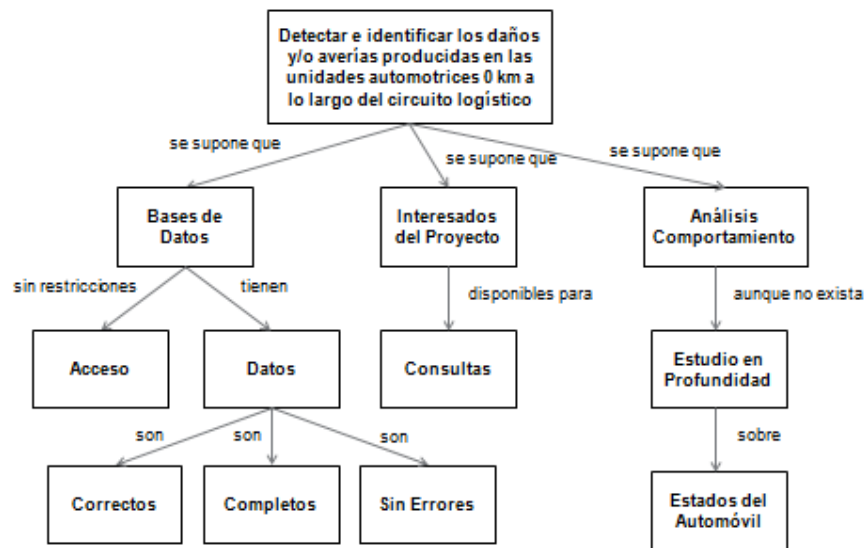 Detectar e identificar los daños
y/o averías producidas en las
unidades automotrices 0 km a
lo largo del circuito logístico
se supone que
se supone que
se supone que
Bases de
Datos
Interesados
del Proyecto
Análisis
Comportamiento
sin restricciones
tienen
disponibles para
aunque no exista
Acceso
Datos
Consultas
Estudio en
Profundidad
son
son
son
sobre
Correctos
Completos
Sin Errores
Estados del
Automóvil